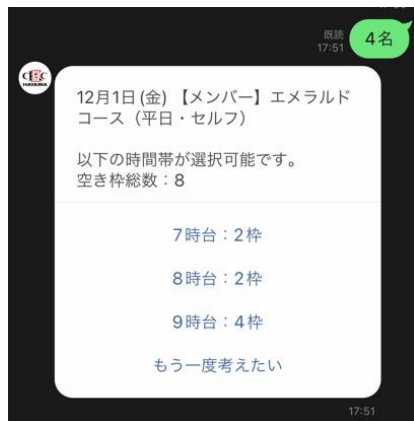 既読
17:51
4名
HAYAMA
12月1日(金)【メンバー】エメラルド
コース（平日・セルフ）
以下の時間帯が選択可能です。
空き枠総数：8
7時台：2枠
8時台：2枠
9時台：4枠
もう一度考えたい
17:51